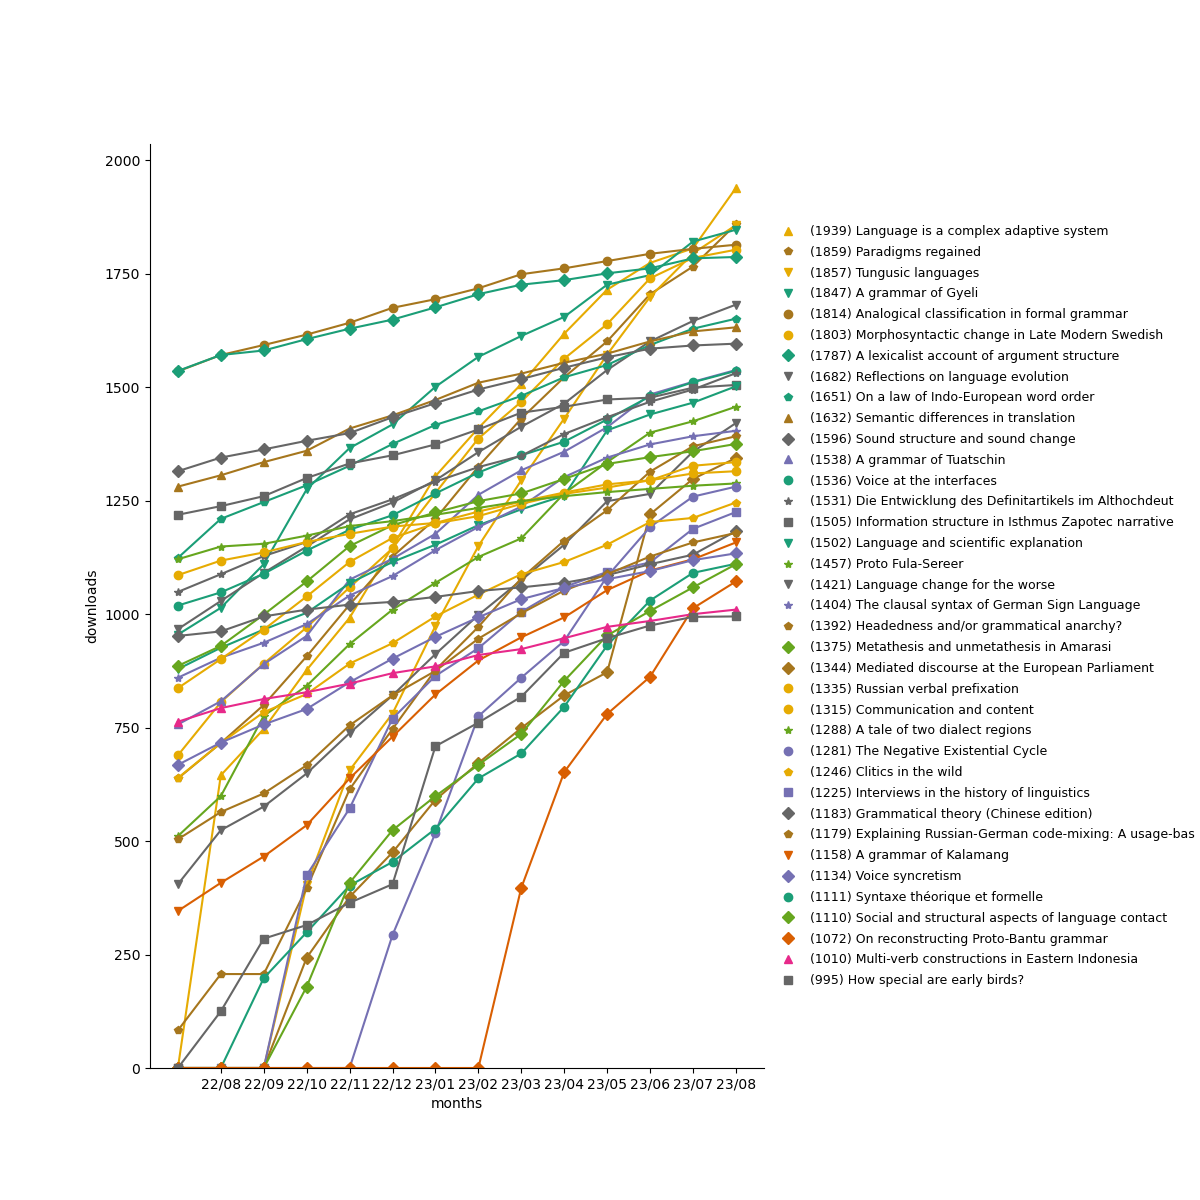 2000
1750
1500
1250
1000
750
500
250
0
downloads
22/08 22/09 22/10 22/11 22/12 23/01 23/02 23/03 23/04 23/05 23/06 23/07 23/08
months
(1939) Language is a complex adaptive system
(1859) Paradigms regained
(1857) Tungusic languages
(1847) A grammar of Gyeli
(1814) Analogical classification in formal grammar
(1803) Morphosyntactic change in Late Modern Swedish
(1787) A lexicalist account of argument structure
(1682) Reflections on language evolution
(1651) On a law of Indo-European word order
(1632) Semantic differences in translation
(1596) Sound structure and sound change
(1538) A grammar of Tuatschin
(1536) Voice at the interfaces
(1531) Die Entwicklung des Definitartikels im Althochdeut
(1505) Information structure in Isthmus Zapotec narrative
(1502) Language and scientific explanation
(1457) Proto Fula-Sereer
(1421) Language change for the worse
(1404) The clausal syntax of German Sign Language
(1392) Headedness and/or grammatical anarchy?
(1375) Metathesis and unmetathesis in Amarasi
(1344) Mediated discourse at the European Parliament
(1335) Russian verbal prefixation
(1315) Communication and content
(1288) A tale of two dialect regions
(1281) The Negative Existential Cycle
(1246) Clitics in the wild
(1225) Interviews in the history of linguistics
(1183) Grammatical theory (Chinese edition)
(1179) Explaining Russian-German code-mixing: A usage-bas
(1158) A grammar of Kalamang
(1134) Voice syncretism
(1111) Syntaxe théorique et formelle
(1110) Social and structural aspects of language contact
(1072) On reconstructing Proto-Bantu grammar
(1010) Multi-verb constructions in Eastern Indonesia
(995) How special are early birds?